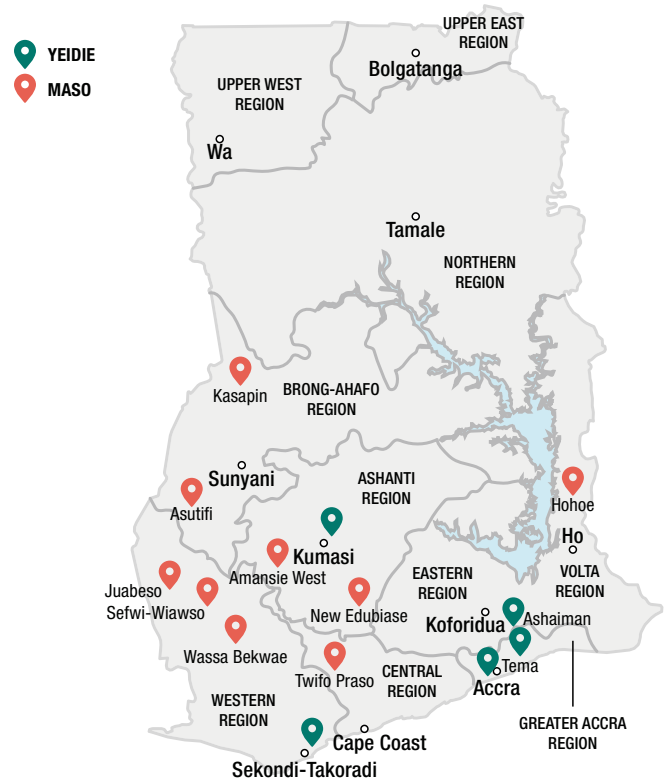 YEIDIE
MASO
UPPER EAST
REGION
Bolgatanga
UPPER WEST
REGION
Wa
Tamale
NORTHERN
REGION
Kasapin
BRONG-AHAFO
REGION
Sunyani
ASHANTI
REGION
Asutifi
Hohoe
Kumasi
Ho
Amansie West
EASTERN
REGION
VOLTA
REGION
Juabeso
Sefwi-Wiawso
New Edubiase
Koforidua
Ashaiman
Wassa Bekwae
Twifo Praso
CENTRAL
REGION
Tema
Accra
WESTERN
REGION
GREATER ACCRA
REGION
Cape Coast
Sekondi-Takoradi